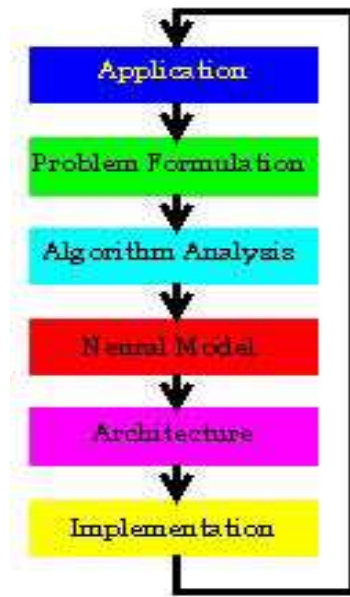 Application
Problem Formulation
Algorithm Analysis
Neural Model
Architecture
Implementation